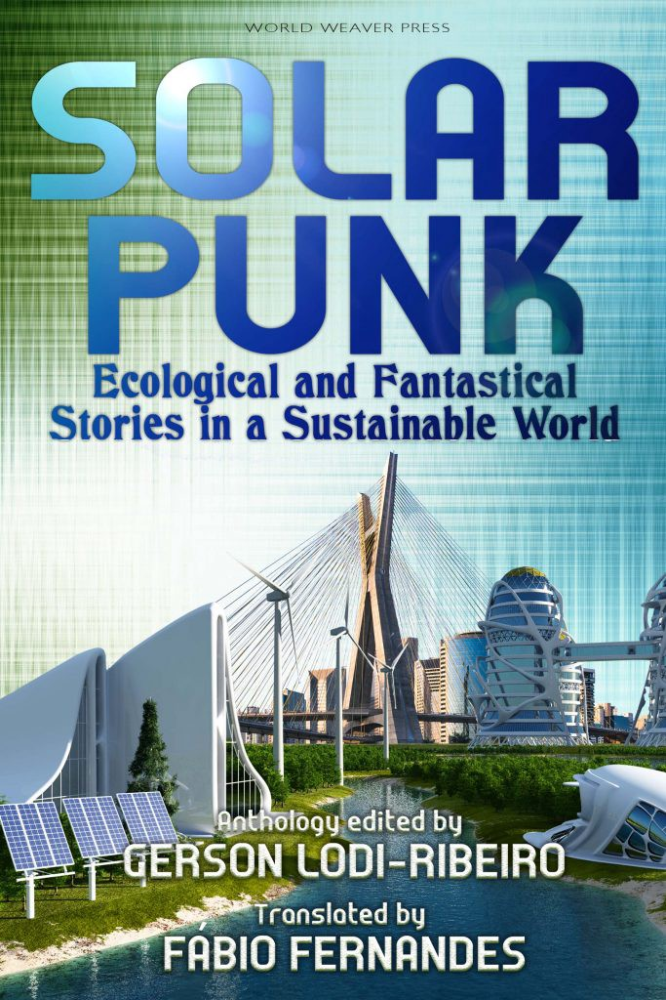 WORLD WEAVER PRESS
SOLAR
PUNK
Ecological and Fantastical
Stories in a Sustainable World
Anthology edited by
GERSON LODI-RIBEIRO
Translated by
FÁBIO FERNANDES